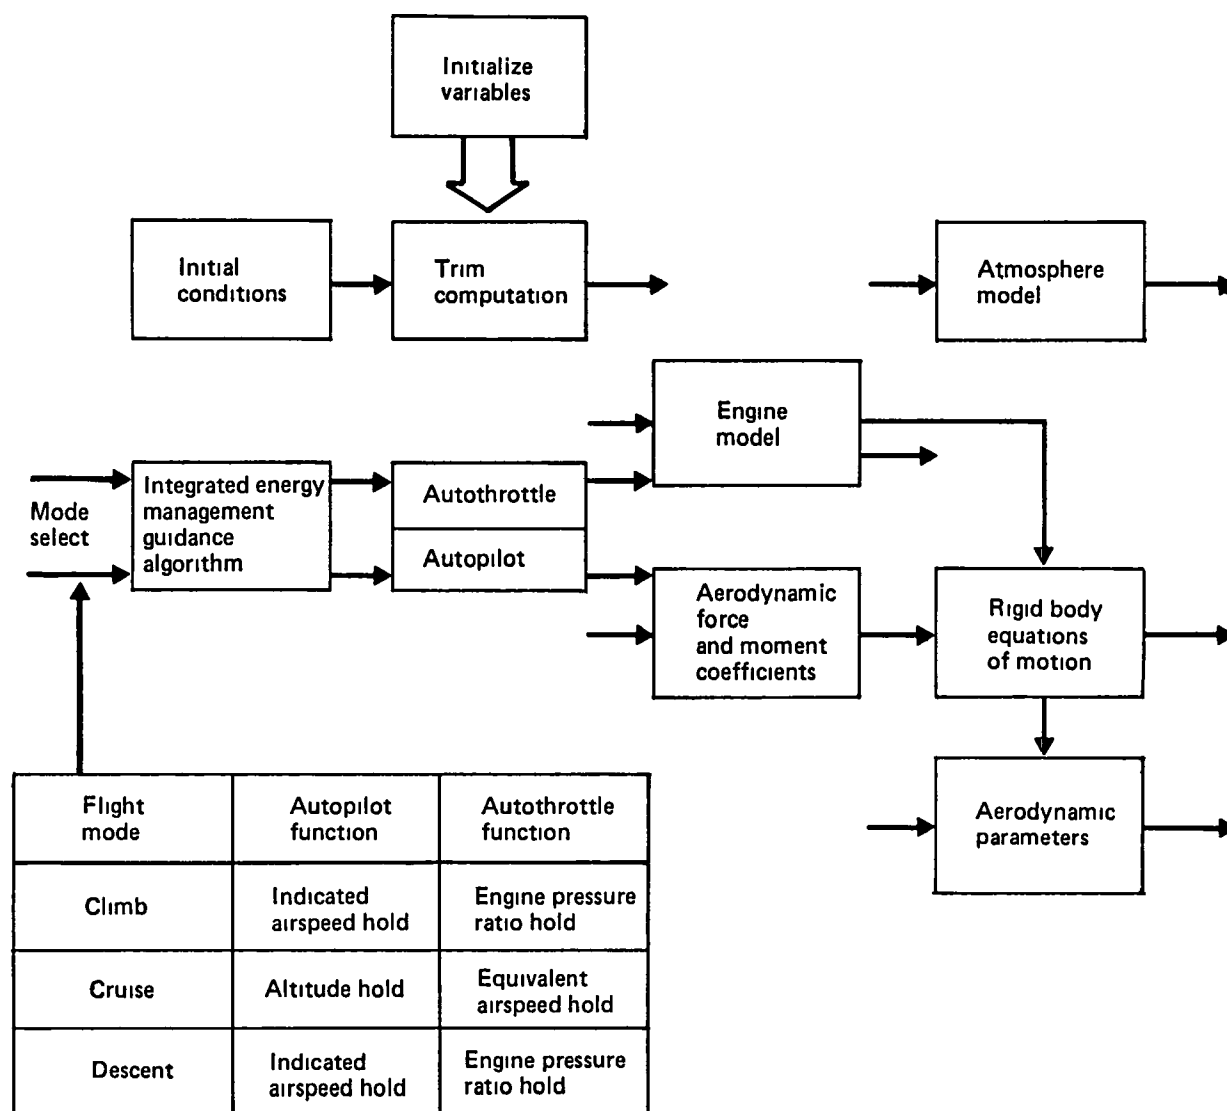 Initialize
variables
Initial
conditions
Trim
computation
Atmosphere
model
Engine
model
Mode
select
Integrated energy
management
guidance
algorithm
Autothrottle
Autopilot
Aerodynamic
force
and moment
coefficients
Rigid body
equations
of motion
Aerodynamic
parameters
Flight
mode
Autopilot
function
Autothrottle
function
Climb
Indicated
airspeed hold
Engine pressure
ratio hold
Cruise
Altitude hold
Equivalent
airspeed hold
Descent
Indicated
airspeed hold
Engine pressure
ratio hold